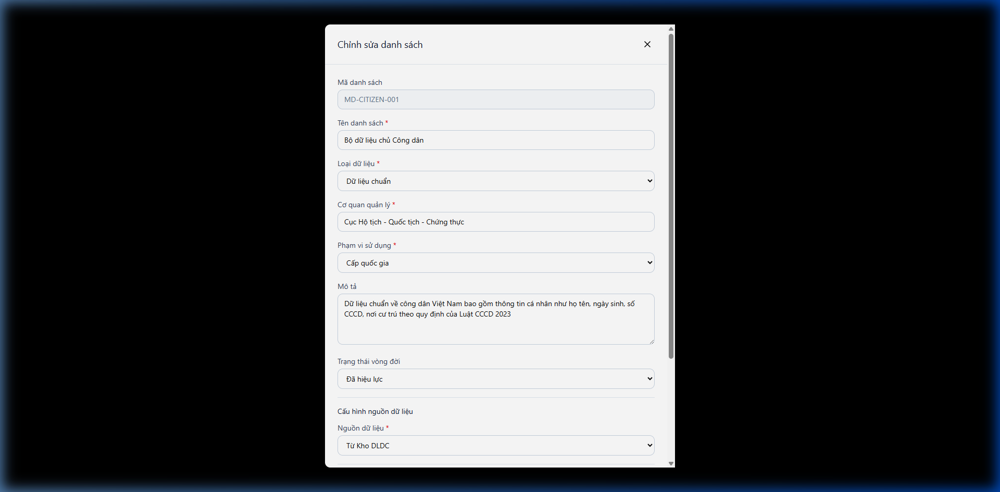 Chỉnh sửa danh sách
Mã danh sách
MD-CITIZEN-001
Tên danh sách *
Bộ dữ liệu chủ Công dân
Loại dữ liệu *
Dữ liệu chuẩn
Cơ quan quản lý *
Cục Hộ tịch - Quốc tịch - Chứng thực
Phạm vi sử dụng *
Cấp quốc gia
Mô tả
Dữ liệu chuẩn về công dân Việt Nam bao gồm thông tin cá nhân như họ tên, ngày sinh, số
CCCD, nơi cư trú theo quy định của Luật CCCD 2023
Trạng thái vòng đời
Đã hiệu lực
Cấu hình nguồn dữ liệu
Nguồn dữ liệu *
Từ Kho DLDC